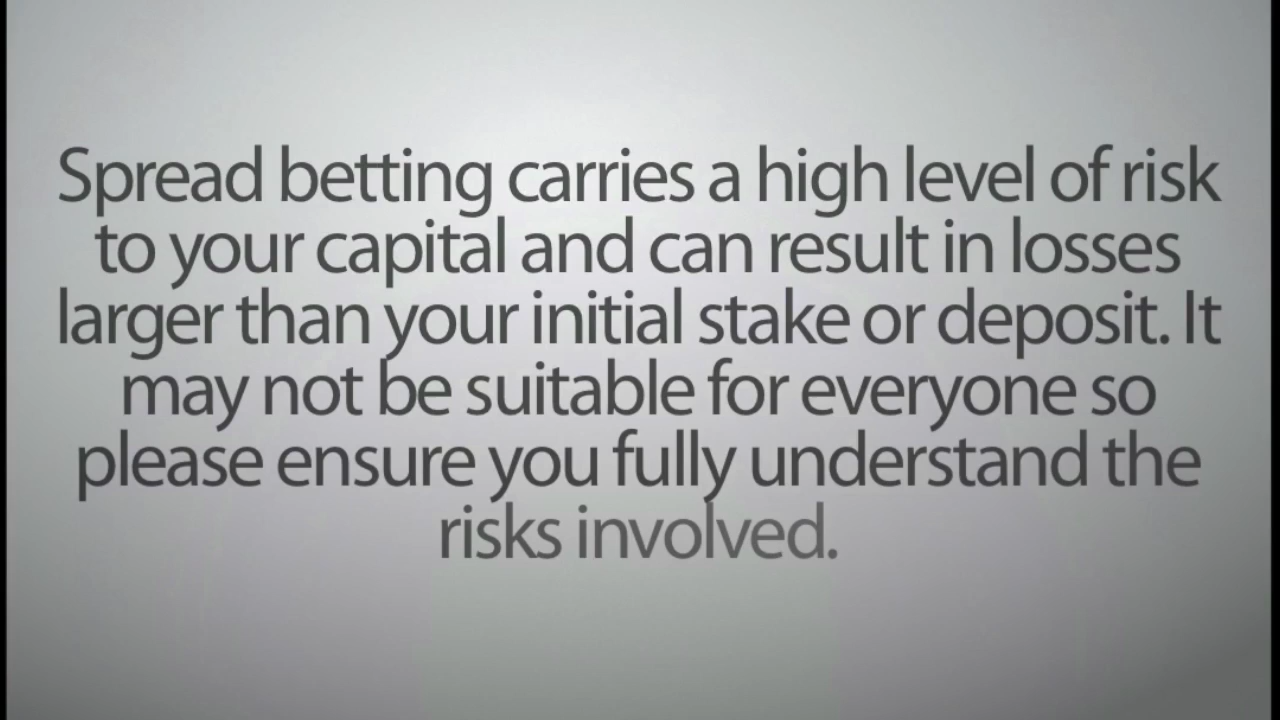 Spread betting carries a high level of risk
to your capital and can result in losses
larger than your initial stake or deposit. It
may not be suitable for everyone so
please ensure you fully understand the
risks involved.